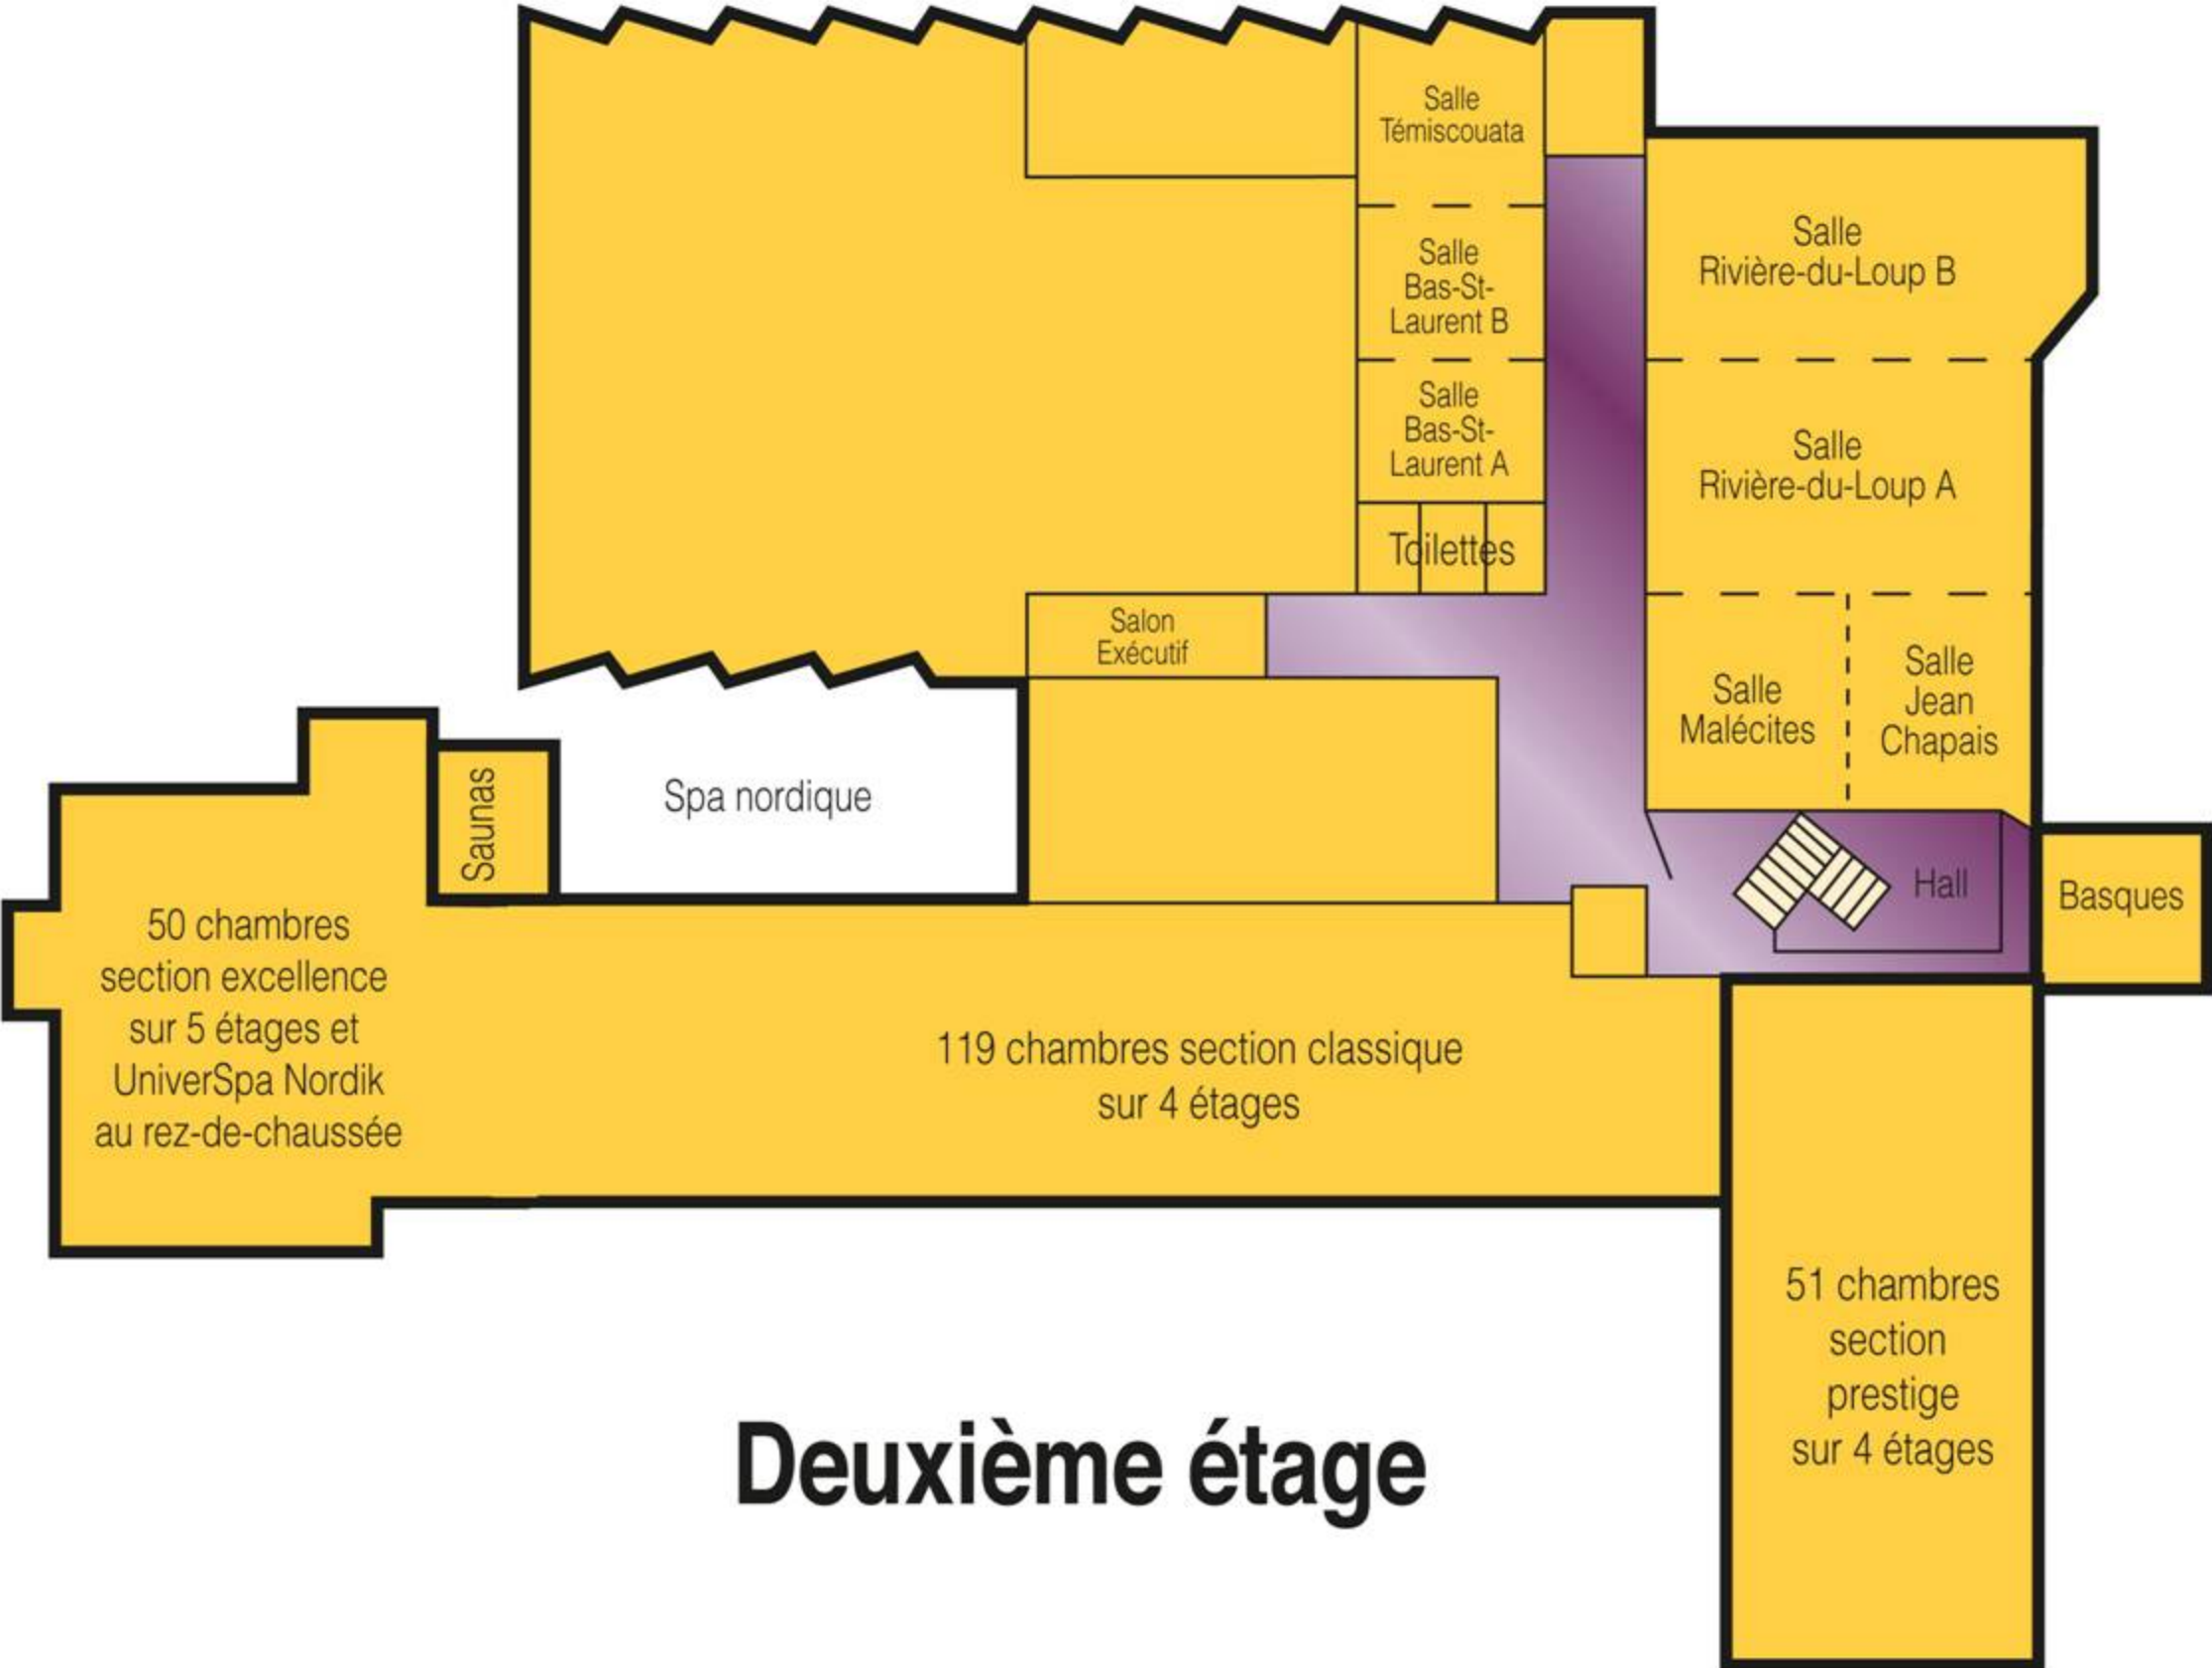 Salle
Témiscouata
Salle
Bas-St-
Laurent B
Salle
Bas-St-
Laurent A
Toilettes
Salle
Rivière-du-Loup B
Salle
Rivière-du-Loup A
Salon
Exécutif
Salle
Malécites
Salle
Jean
Chapais
Saunas
Spa nordique
Hall
Basques
50 chambres
section excellence
sur 5 étages et
UniverSpa Nordik
au rez-de-chaussée
119 chambres section classique
sur 4 étages
51 chambres
section
prestige
sur 4 étages
Deuxième étage